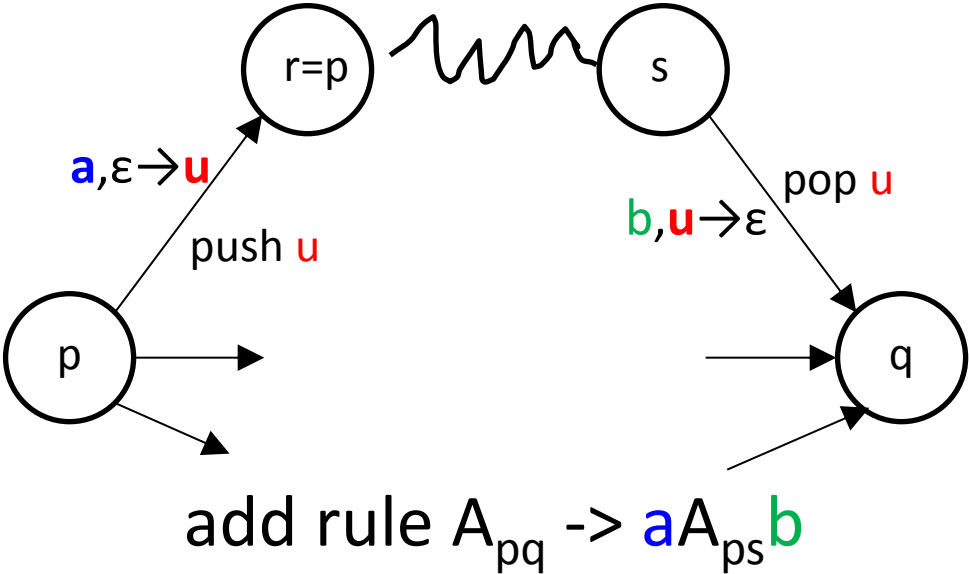 r=p
s
a,ε→u
pop u
b,u→ε
push u
p
q
add rule Apq -> aApsb